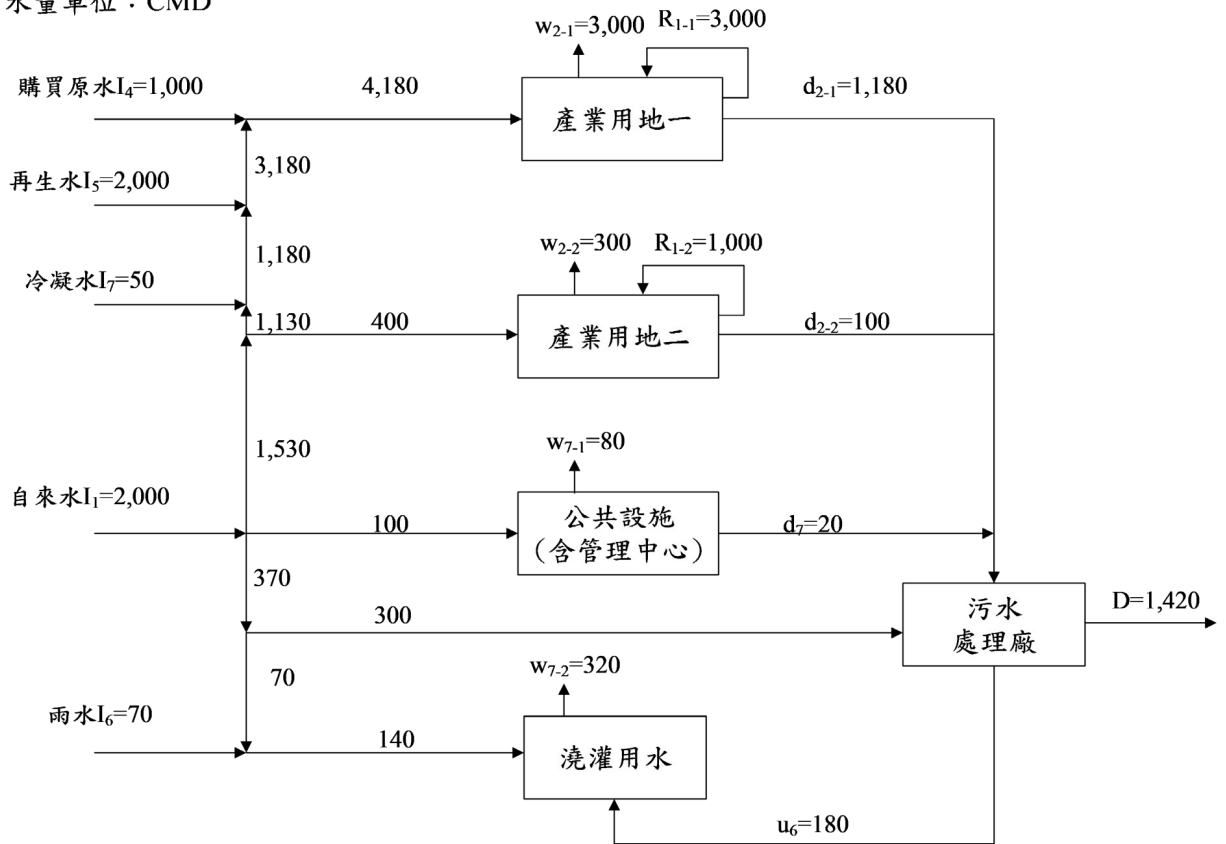 水量單位：CMD
w₂₋₁=3,000
R₁₋₁=3,000
購買原水I₄=1,000
4,180
產業用地一
d₂₋₁=1,180
3,180
再生水I₅=2,000
1,180
w₂₋₂=300
R₁₋₂=1,000
冷凝水I₇=50
1,130
400
產業用地二
d₂₋₂=100
1,530
w₇₋₁=80
自來水I₁=2,000
100
公共設施
（含管理中心）
d₇=20
370
300
污水
處理廠
D=1,420
70
w₇₋₂=320
雨水I₆=70
140
澆灌用水
u₆=180